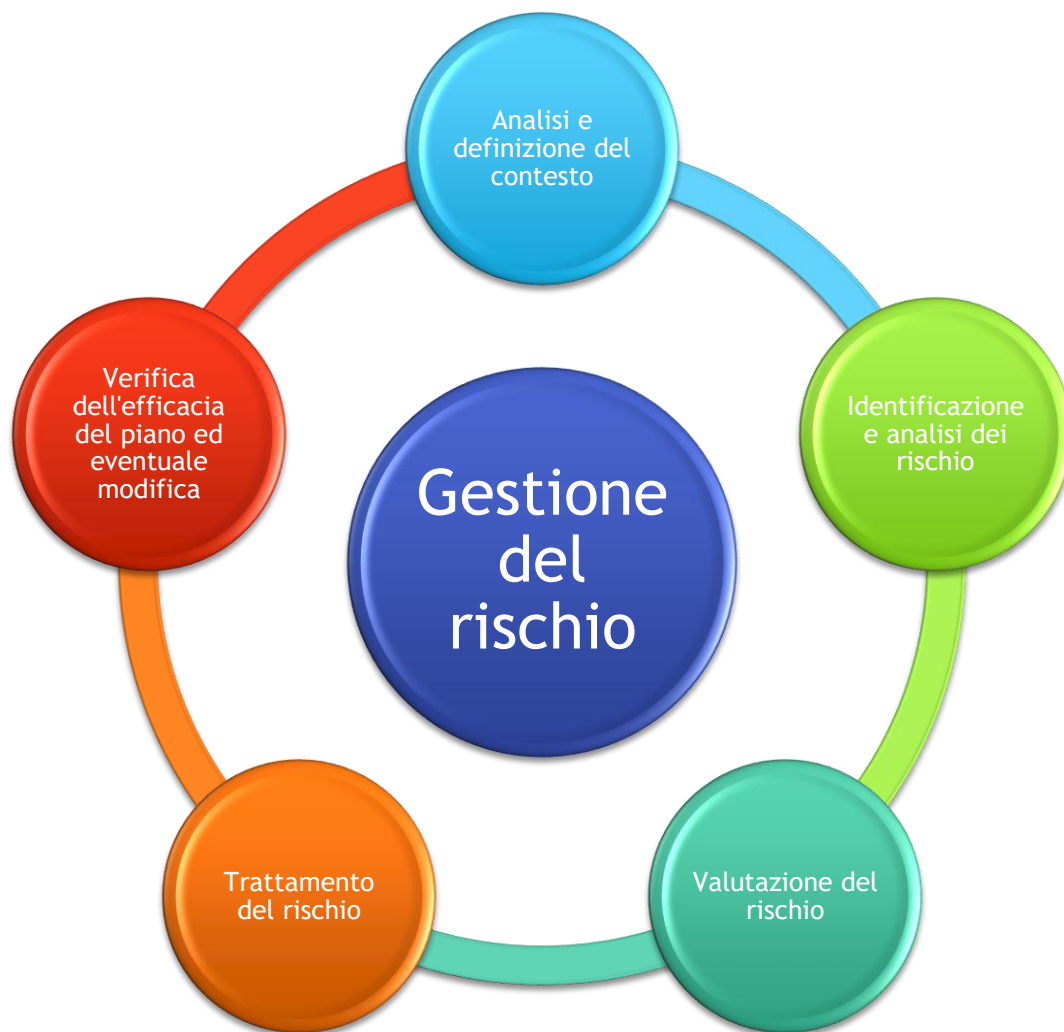 Analisi e
definizione del
contesto
Identificazione
e analisi dei
rischio
Valutazione del
rischio
Trattamento
del rischio
Verifica
dell'efficacia
del piano ed
eventuale
modifica
Gestione
del
rischio